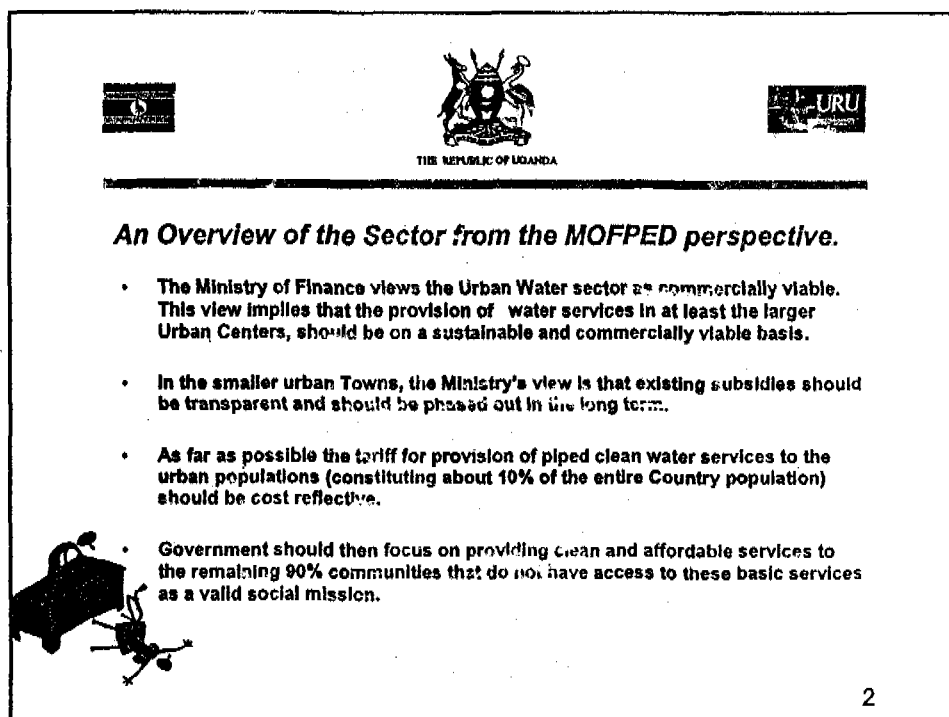 URU
THE REPUBLIC OF UGANDA
An Overview of the Sector from the MOFPED perspective.
• The Ministry of Finance views the Urban Water sector as commercially viable.
This view implies that the provision of water services in at least the larger
Urban Centers, should be on a sustainable and commercially viable basis.
• In the smaller urban Towns, the Ministry's view is that existing subsidies should
be transparent and should be phased out in the long term.
• As far as possible the tariff for provision of piped clean water services to the
urban populations (constituting about 10% of the entire Country population)
should be cost reflective.
• Government should then focus on providing clean and affordable services to
the remaining 90% communities that do not have access to these basic services
as a valid social mission.
2